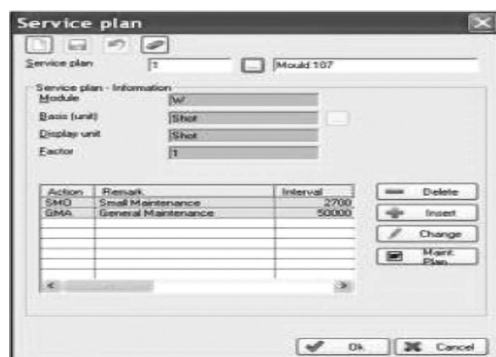 Service plan
Service plan 1 ... Mould 107
Service plan - Information
Module W
Basis (unit) Shot ...
Display unit Shot
Factor 1
Action Remark Interval
SMO Small Maintenance 2700
GMA General Maintenance 50000
Delete
Insert
Change
Maint. Plan
Ok Cancel